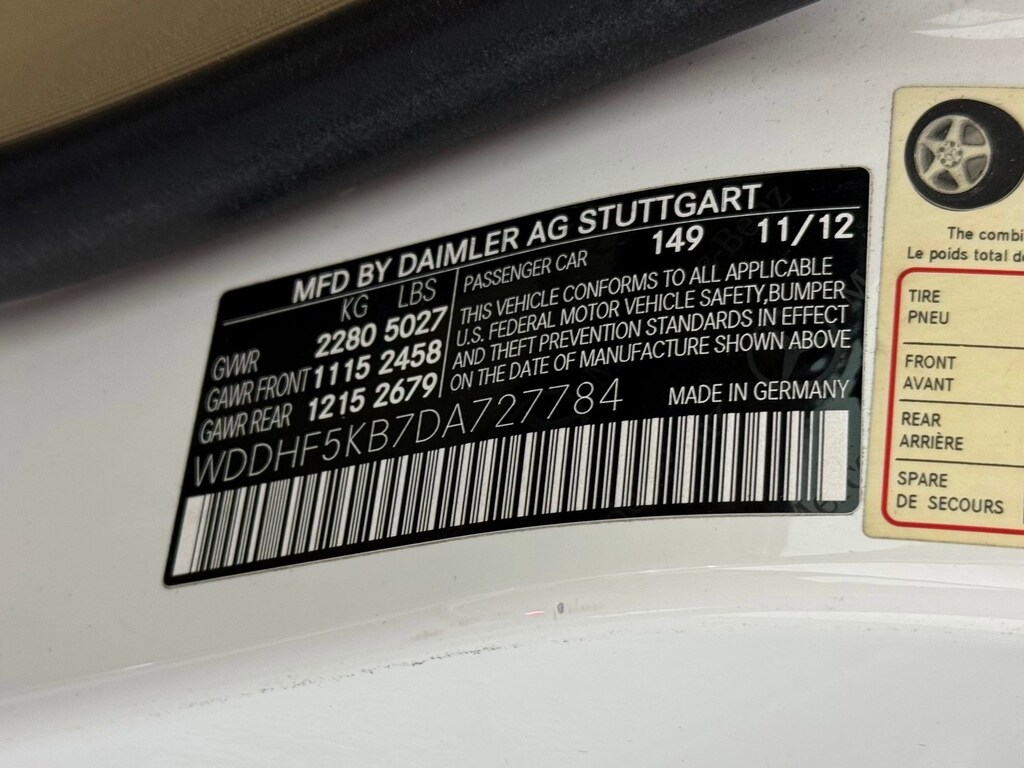 MFD BY DAIMLER AG STUTTGART
KG LBS
GVWR 2280 5027
GAWR FRONT 1115 2458
GAWR REAR 1215 2679
PASSENGER CAR 149 11/12
THIS VEHICLE CONFORMS TO ALL APPLICABLE
U.S. FEDERAL MOTOR VEHICLE SAFETY,BUMPER
AND THEFT PREVENTION STANDARDS IN EFFECT
ON THE DATE OF MANUFACTURE SHOWN ABOVE
WDDHF5KB7DA727784 MADE IN GERMANY
The combi
Le poids total d
TIRE
PNEU
FRONT
AVANT
REAR
ARRIÈRE
SPARE
DE SECOURS